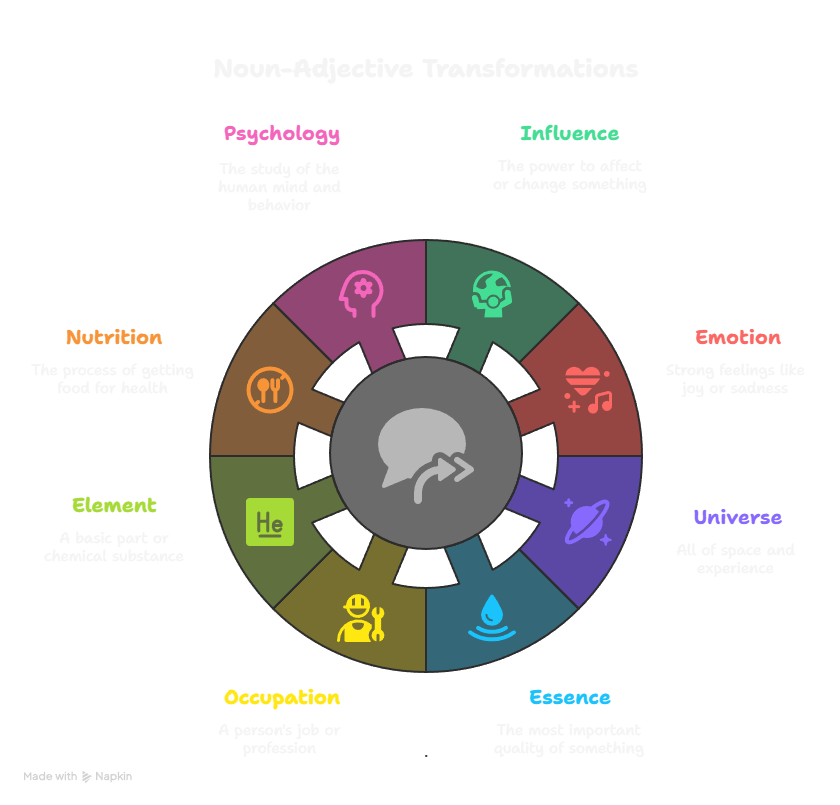 Noun-Adjective Transformations
Psychology
The study of the
human mind and
behavior
Influence
The power to affect
or change something
Nutrition
The process of getting
food for health
Emotion
Strong feelings like
joy or sadness
He
Element
A basic part or
chemical substance
Universe
All of space and
experience
Occupation
A person's job or
profession
Essence
The most important
quality of something
Made with Napkin